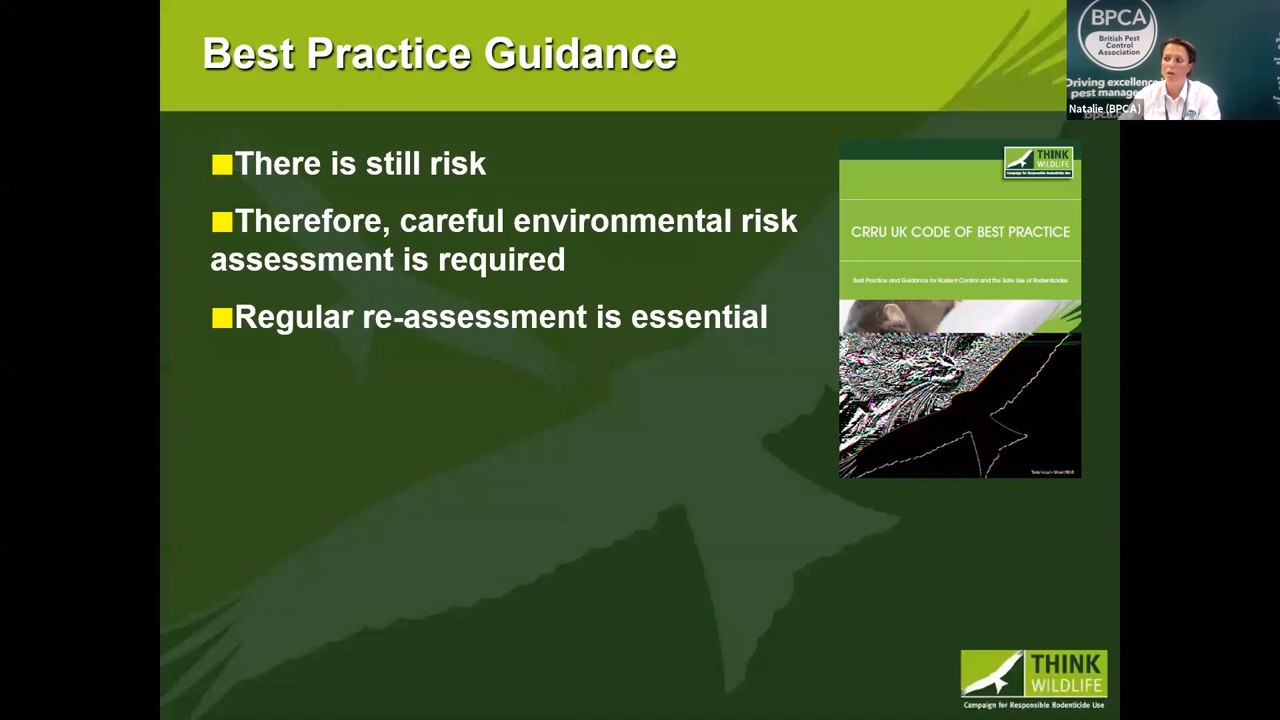 Best Practice Guidance
BPCA
British Pest
Control
Association
Driving excellence
pest manag
Natalie (BPCA)
■There is still risk
■Therefore, careful environmental risk
assessment is required
■Regular re-assessment is essential
THINK
WILDLIFE
Campaign for Responsible Rodenticide Use
CRRU UK CODE OF BEST PRACTICE
Best Practice and Guidance for Rodent Control and the Safe Use of Rodenticides
THINK
WILDLIFE
Campaign for Responsible Rodenticide Use